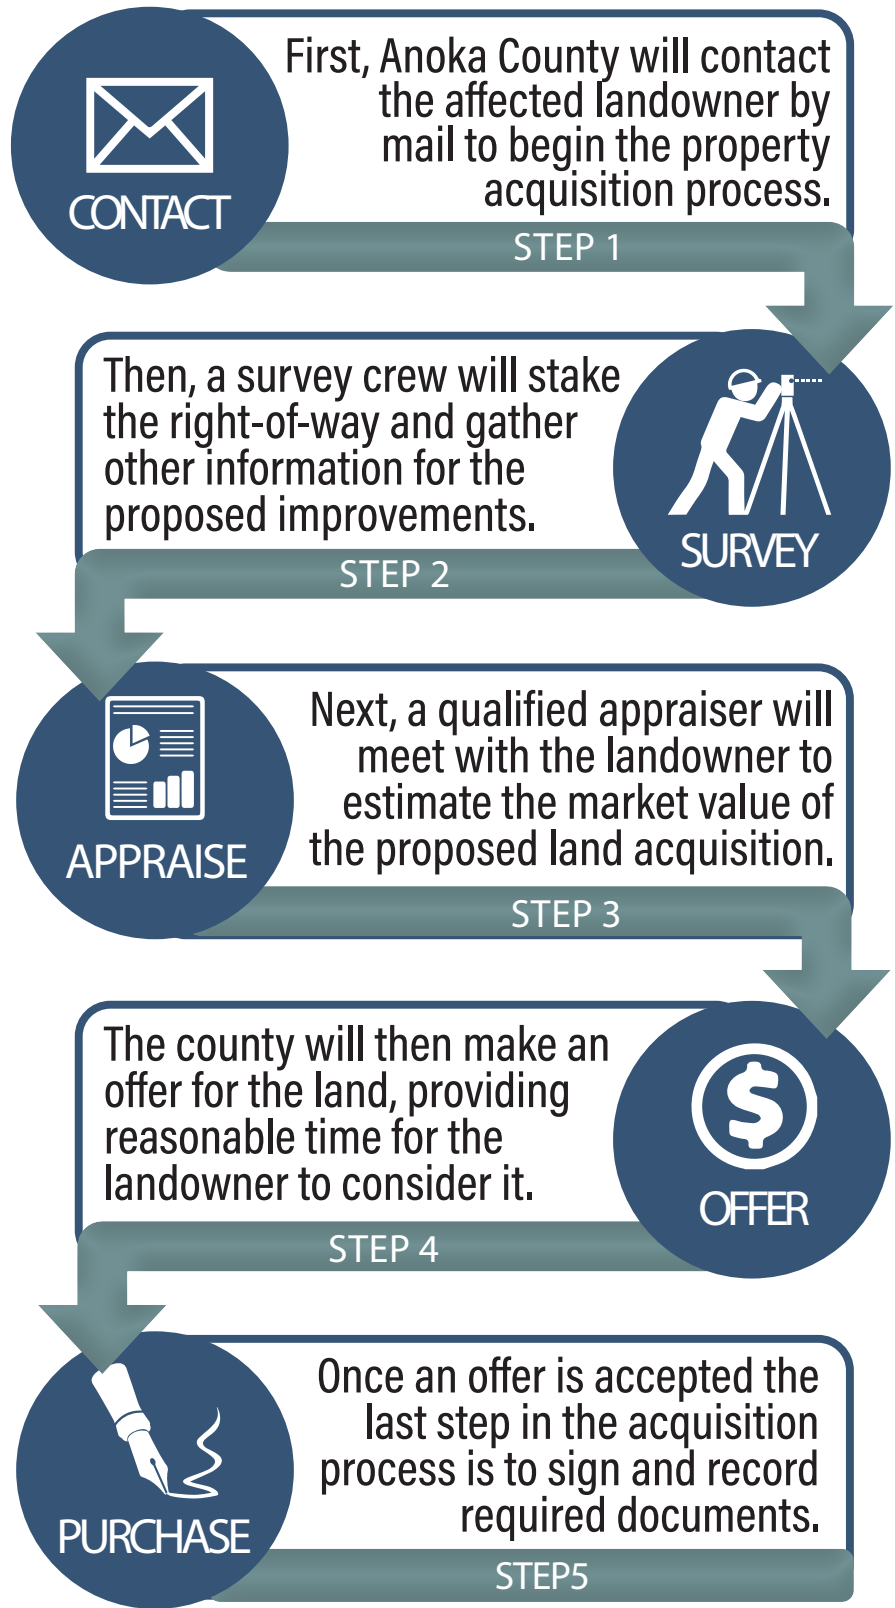 First, Anoka County will contact
the affected landowner by
mail to begin the property
acquisition process.
CONTACT
STEP 1
Then, a survey crew will stake
the right-of-way and gather
other information for the
proposed improvements.
SURVEY
STEP 2
Next, a qualified appraiser will
meet with the landowner to
estimate the market value of
the proposed land acquisition.
APPRAISE
STEP 3
The county will then make an
offer for the land, providing
reasonable time for the
landowner to consider it.
OFFER
STEP 4
Once an offer is accepted the
last step in the acquisition
process is to sign and record
required documents.
PURCHASE
STEP5